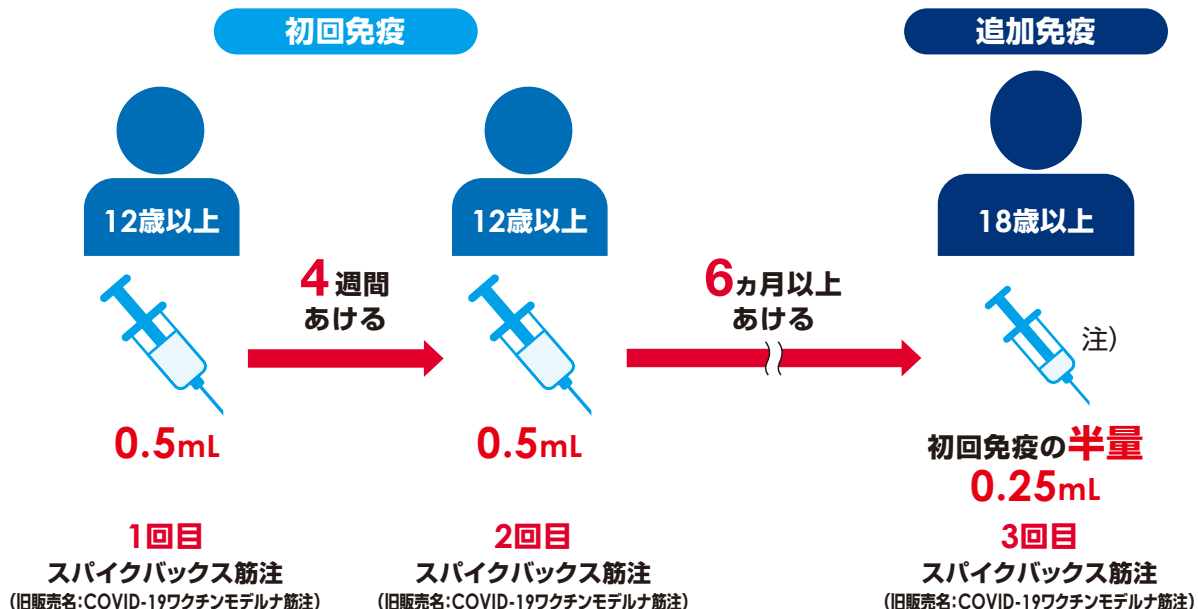 初回免疫
追加免疫
12歳以上
12歳以上
18歳以上
4週間
あける
6ヵ月以上
あける
注)
0.5mL
0.5mL
初回免疫の半量
0.25mL
1回目
スパイクバックス筋注
(旧販売名:COVID-19ワクチンモデルナ筋注)
2回目
スパイクバックス筋注
(旧販売名:COVID-19ワクチンモデルナ筋注)
3回目
スパイクバックス筋注
(旧販売名:COVID-19ワクチンモデルナ筋注)